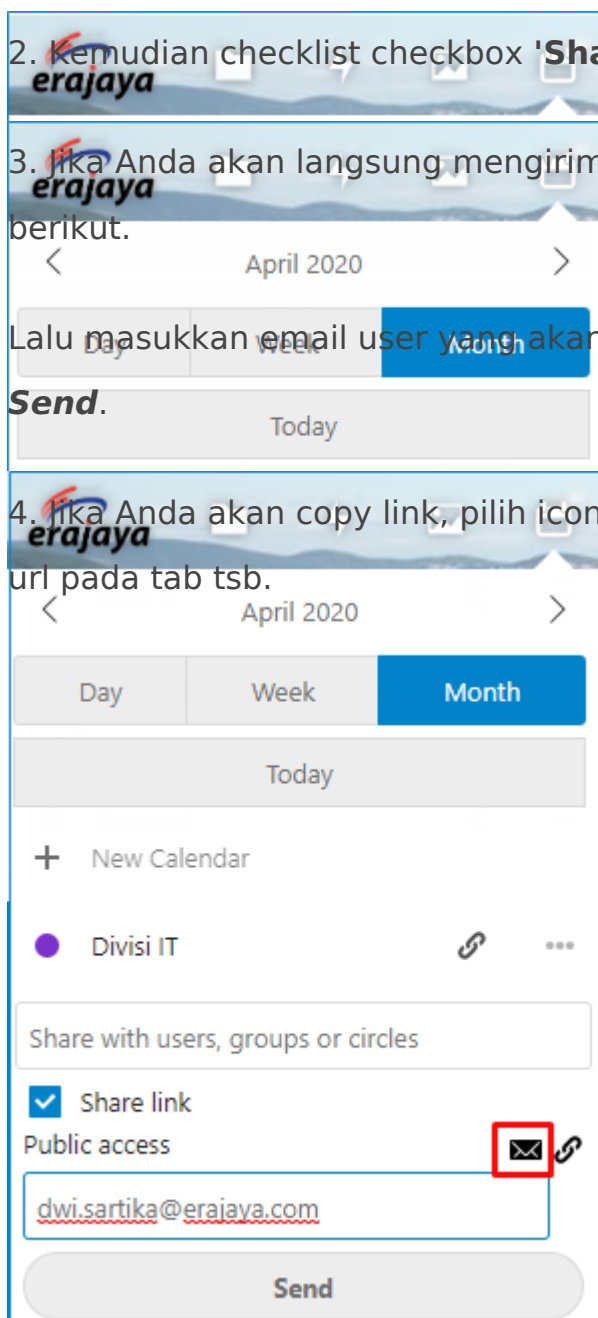 2. Kemudian checklist checkbox 'Sha
erajaya
3. Jika Anda akan langsung mengirim
erajaya
berikut.
April 2020
Lalu masukkan email user yang akan
Day Week Month
Send.
Today
4. Jika Anda akan copy link, pilih icon
erajaya
url pada tab tsb.
April 2020
Day Week Month
Today
+ New Calendar
Divisi IT
Share with users, groups or circles
Share link
Public access
dwi.sartika@erajaya.com
Send